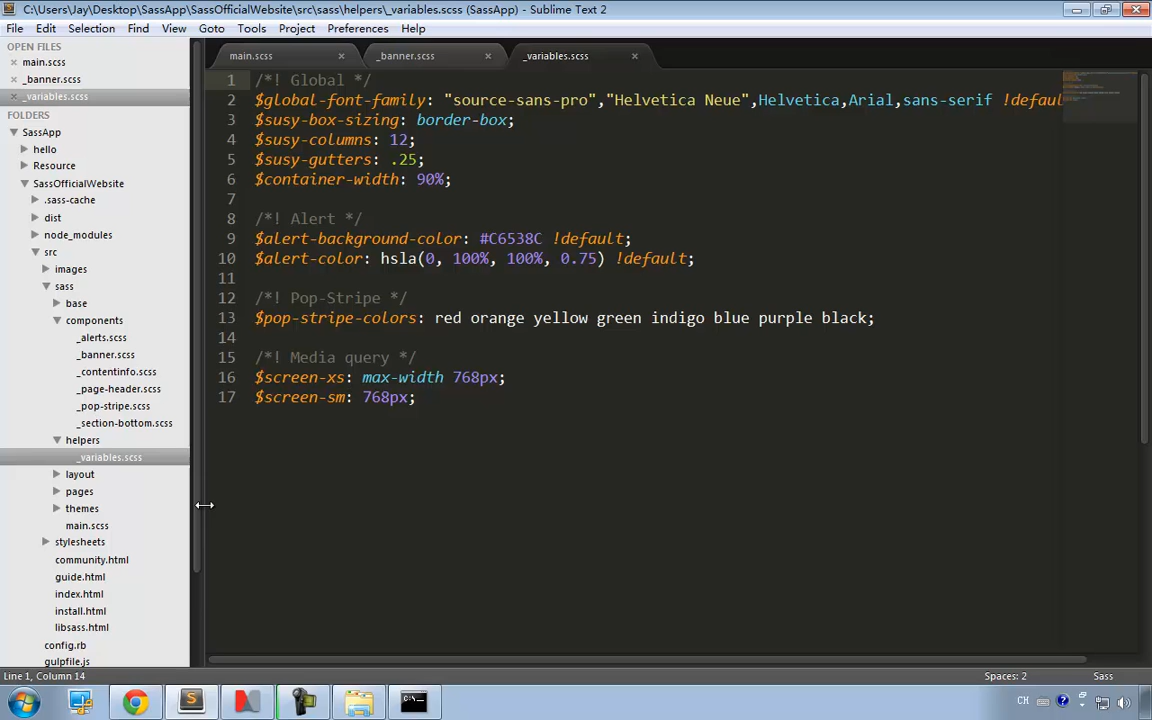 C:\Users\Jay\Desktop\SassApp\SassOfficialWebsite\src\sass\helpers\_variables.scss (SassApp) - Sublime Text 2
File Edit Selection Find View Goto Tools Project Preferences Help
OPEN FILES
main.scss
_banner.scss
_variables.scss
FOLDERS
SassApp
hello
Resource
SassOfficialWebsite
.sass-cache
dist
node_modules
src
images
sass
base
components
_alerts.scss
_banner.scss
_contentinfo.scss
_page-header.scss
_pop-stripe.scss
_section-bottom.scss
helpers
_variables.scss
layout
pages
themes
main.scss
stylesheets
community.html
guide.html
index.html
install.html
libsass.html
config.rb
gulpfile.js
main.scss _banner.scss _variables.scss
1 /*! Global */
2 $global-font-family: "source-sans-pro","Helvetica Neue",Helvetica,Arial,sans-serif !defaul
3 $susy-box-sizing: border-box;
4 $susy-columns: 12;
5 $susy-gutters: .25;
6 $container-width: 90%;
7
8 /*! Alert */
9 $alert-background-color: #C6538C !default;
10 $alert-color: hsla(0, 100%, 100%, 0.75) !default;
11
12 /*! Pop-Stripe */
13 $pop-stripe-colors: red orange yellow green indigo blue purple black;
14
15 /*! Media query */
16 $screen-xs: max-width 768px;
17 $screen-sm: 768px;
Line 1, Column 14 Spaces: 2 Sass
CH